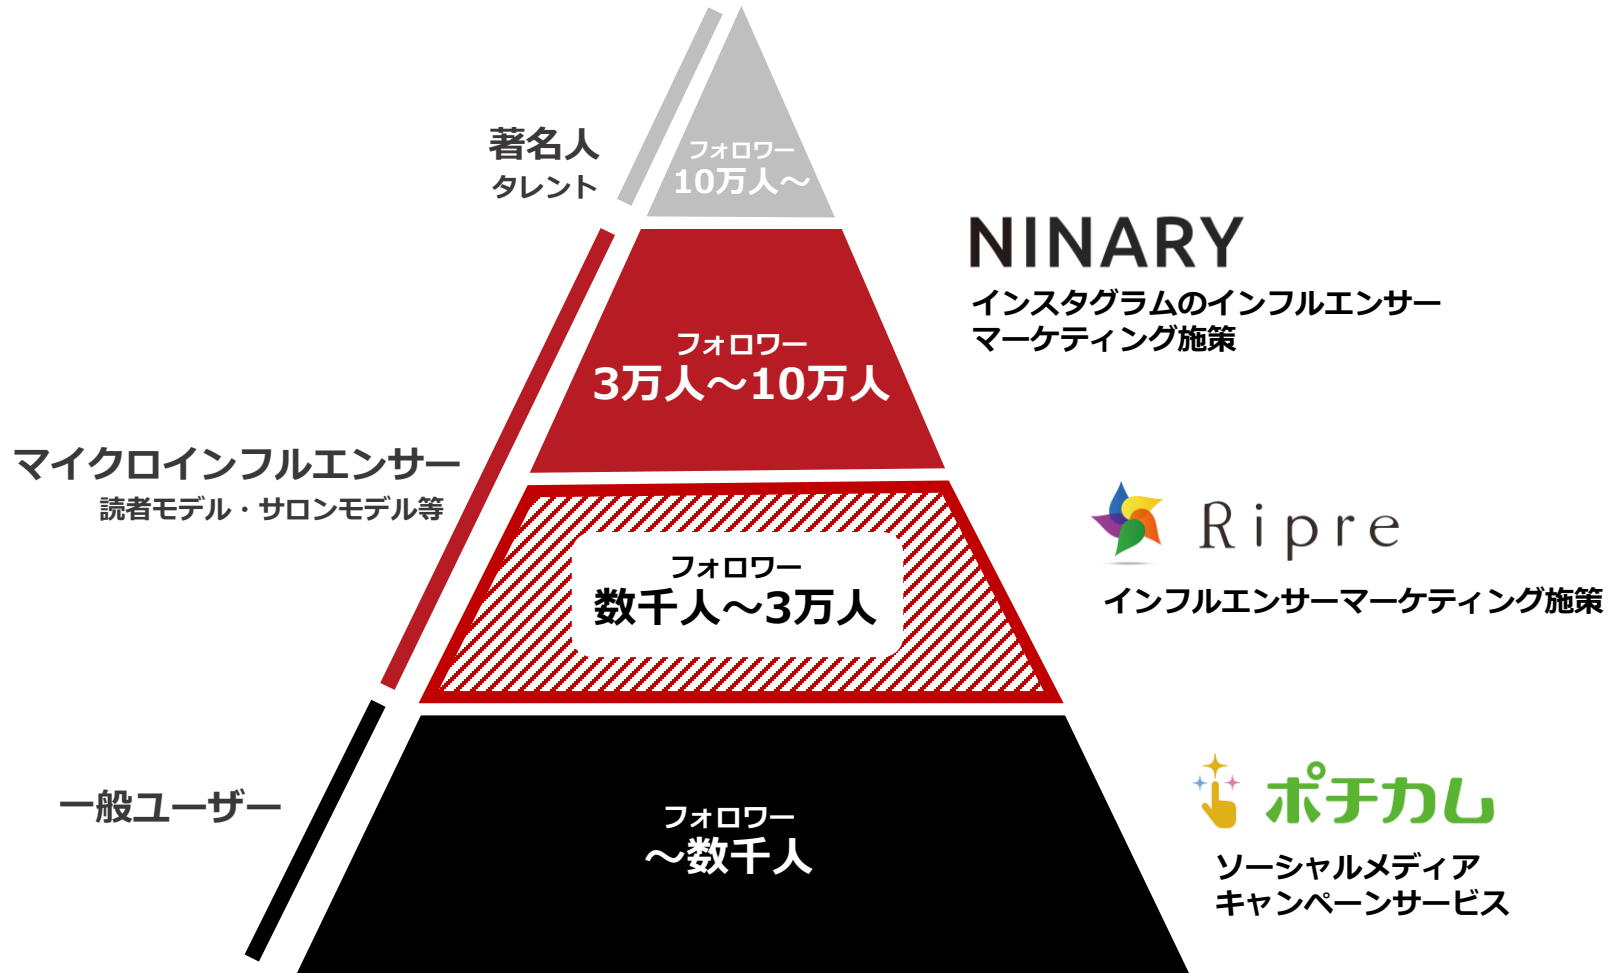 著名人
タレント
フォロワー
10万人～
NINARY
インスタグラムのインフルエンサー
マーケティング施策
フォロワー
3万人～10万人
マイクロインフルエンサー
読者モデル・サロンモデル等
Ripre
インフルエンサーマーケティング施策
フォロワー
数千人～3万人
一般ユーザー
フォロワー
～数千人
ポチカム
ソーシャルメディア
キャンペーンサービス